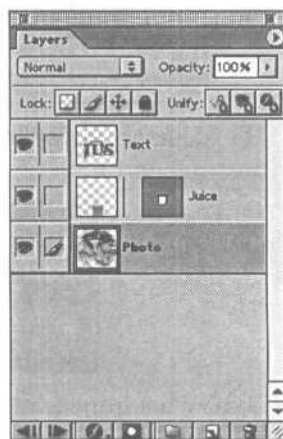 Layers
Normal Opacity: 100%
Lock: Unify:
Text
Juice
Photo